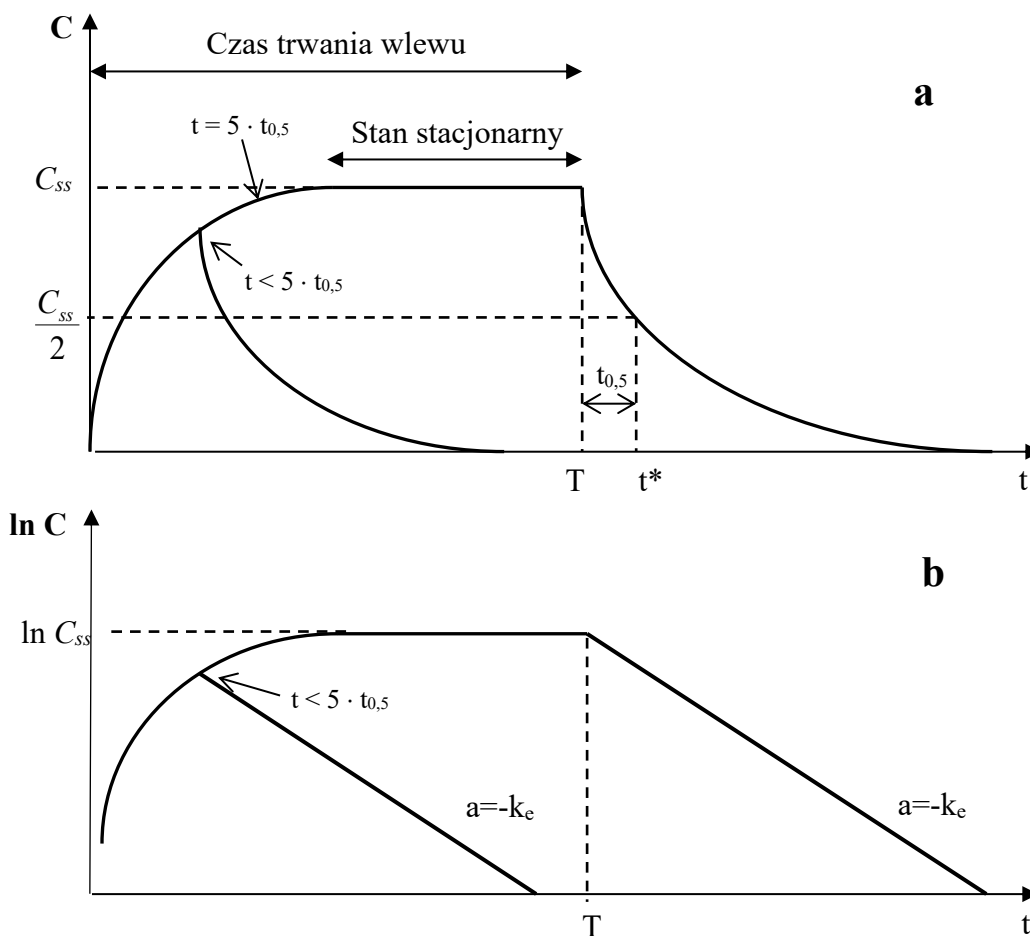 C
Czas trwania wlewu
a
t = 5 · t0,5
Stan stacjonarny
Css
t < 5 · t0,5
Css
2
t0,5
T
t*
t
ln C
b
ln Css
t < 5 · t0,5
a=-ke
a=-ke
T
t